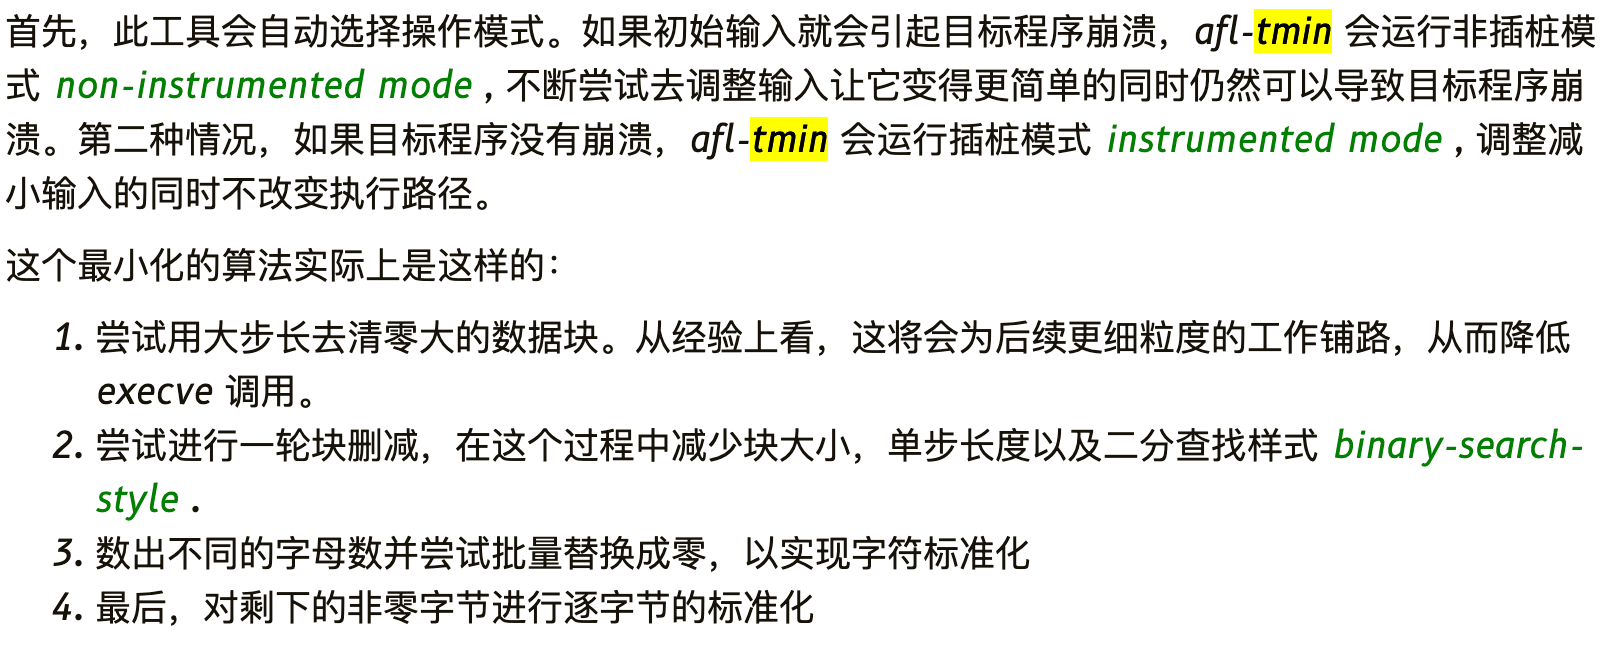 首先，此工具会自动选择操作模式。如果初始输入就会引起目标程序崩溃，afl-tmin 会运行非插桩模
式 non-instrumented mode , 不断尝试去调整输入让它变得更简单的同时仍然可以导致目标程序崩
溃。第二种情况，如果目标程序没有崩溃，afl-tmin 会运行插桩模式 instrumented mode , 调整减
小输入的同时不改变执行路径。
这个最小化的算法实际上是这样的：
1. 尝试用大步长去清零大的数据块。从经验上看，这将会为后续更细粒度的工作铺路，从而降低
execve 调用。
2. 尝试进行一轮块删减，在这个过程中减少块大小，单步长度以及二分查找样式 binary-search-
style .
3. 数出不同的字母数并尝试批量替换成零，以实现字符标准化
4. 最后，对剩下的非零字节进行逐字节的标准化